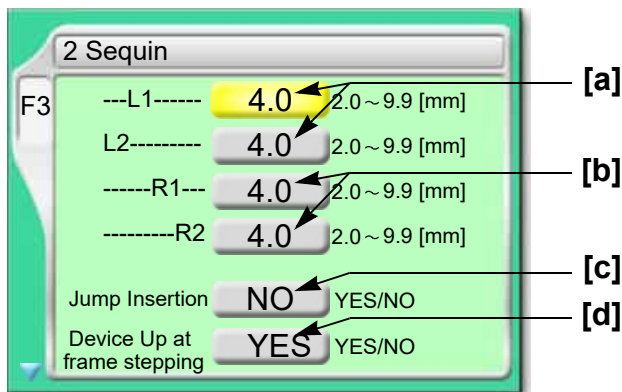 2 Sequin
F3
---L1------ 4.0 2.0～9.9 [mm]
[a]
L2--------- 4.0 2.0～9.9 [mm]
[b]
------R1--- 4.0 2.0～9.9 [mm]
---------R2 4.0 2.0～9.9 [mm]
[c]
Jump Insertion NO YES/NO
[d]
Device Up at
frame stepping YES YES/NO